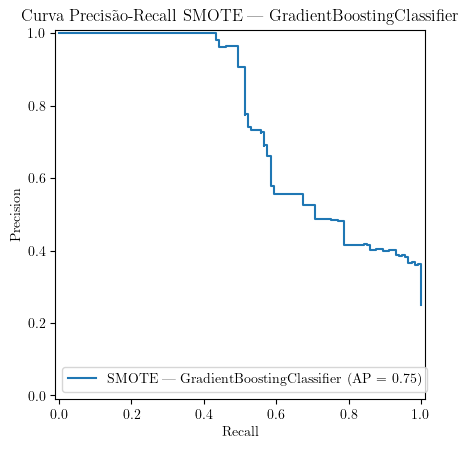 Curva Precisão-Recall SMOTE — GradientBoostingClassifier
1.0
0.8
0.6
0.4
0.2
0.0
Precision
SMOTE — GradientBoostingClassifier (AP = 0.75)
0.0 0.2 0.4 0.6 0.8 1.0
Recall